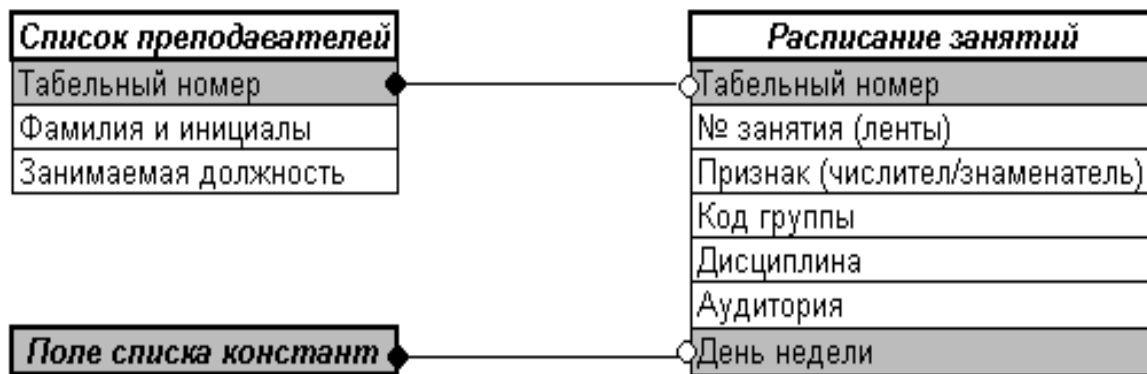 Список преподавателей
Табельный номер
Фамилия и инициалы
Занимаемая должность
Поле списка констант
Расписание занятий
Табельный номер
№ занятия (ленты)
Признак (числител/знаменатель)
Код группы
Дисциплина
Аудитория
День недели